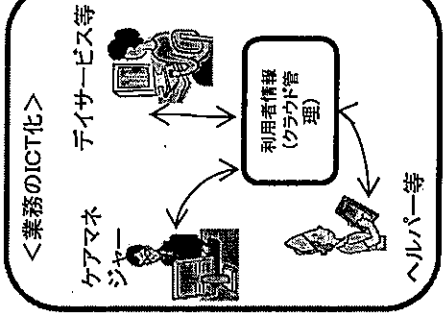 ＜業務のICT化＞
ケアマネ
ジャー
デイサービス等
利用者情報
（クラウド管
理）
ヘルパー等